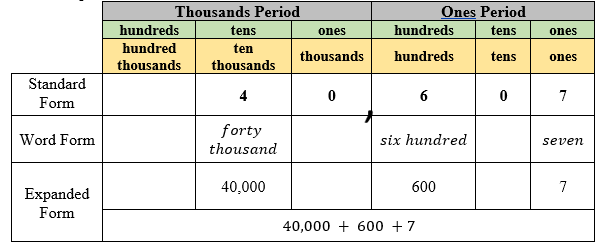 Thousands Period Ones Period
hundreds tens ones hundreds tens ones
hundred thousands ten thousands thousands hundreds tens ones
Standard Form 4 0 , 6 0 7
Word Form forty thousand six hundred seven
Expanded Form 40,000 600 7
40,000 + 600 + 7